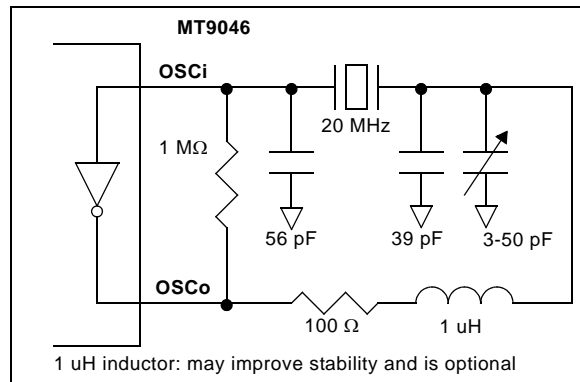 MT9046
OSCi
20 MHz
1 MΩ
56 pF
39 pF
3-50 pF
OSCo
100 Ω
1 uH
1 uH inductor: may improve stability and is optional